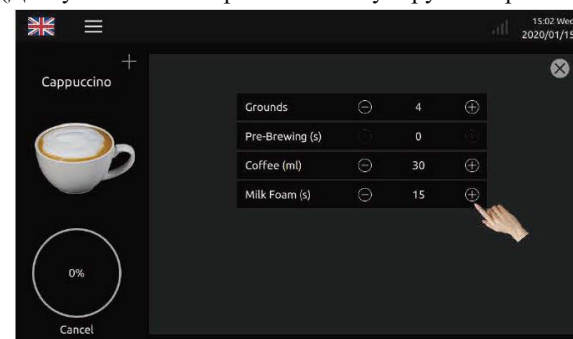 15:02 Wed
2020/01/15
Cappuccino
Grounds 4
Pre-Brewing (s) 0
Coffee (ml) 30
Milk Foam (s) 15
0%
Cancel